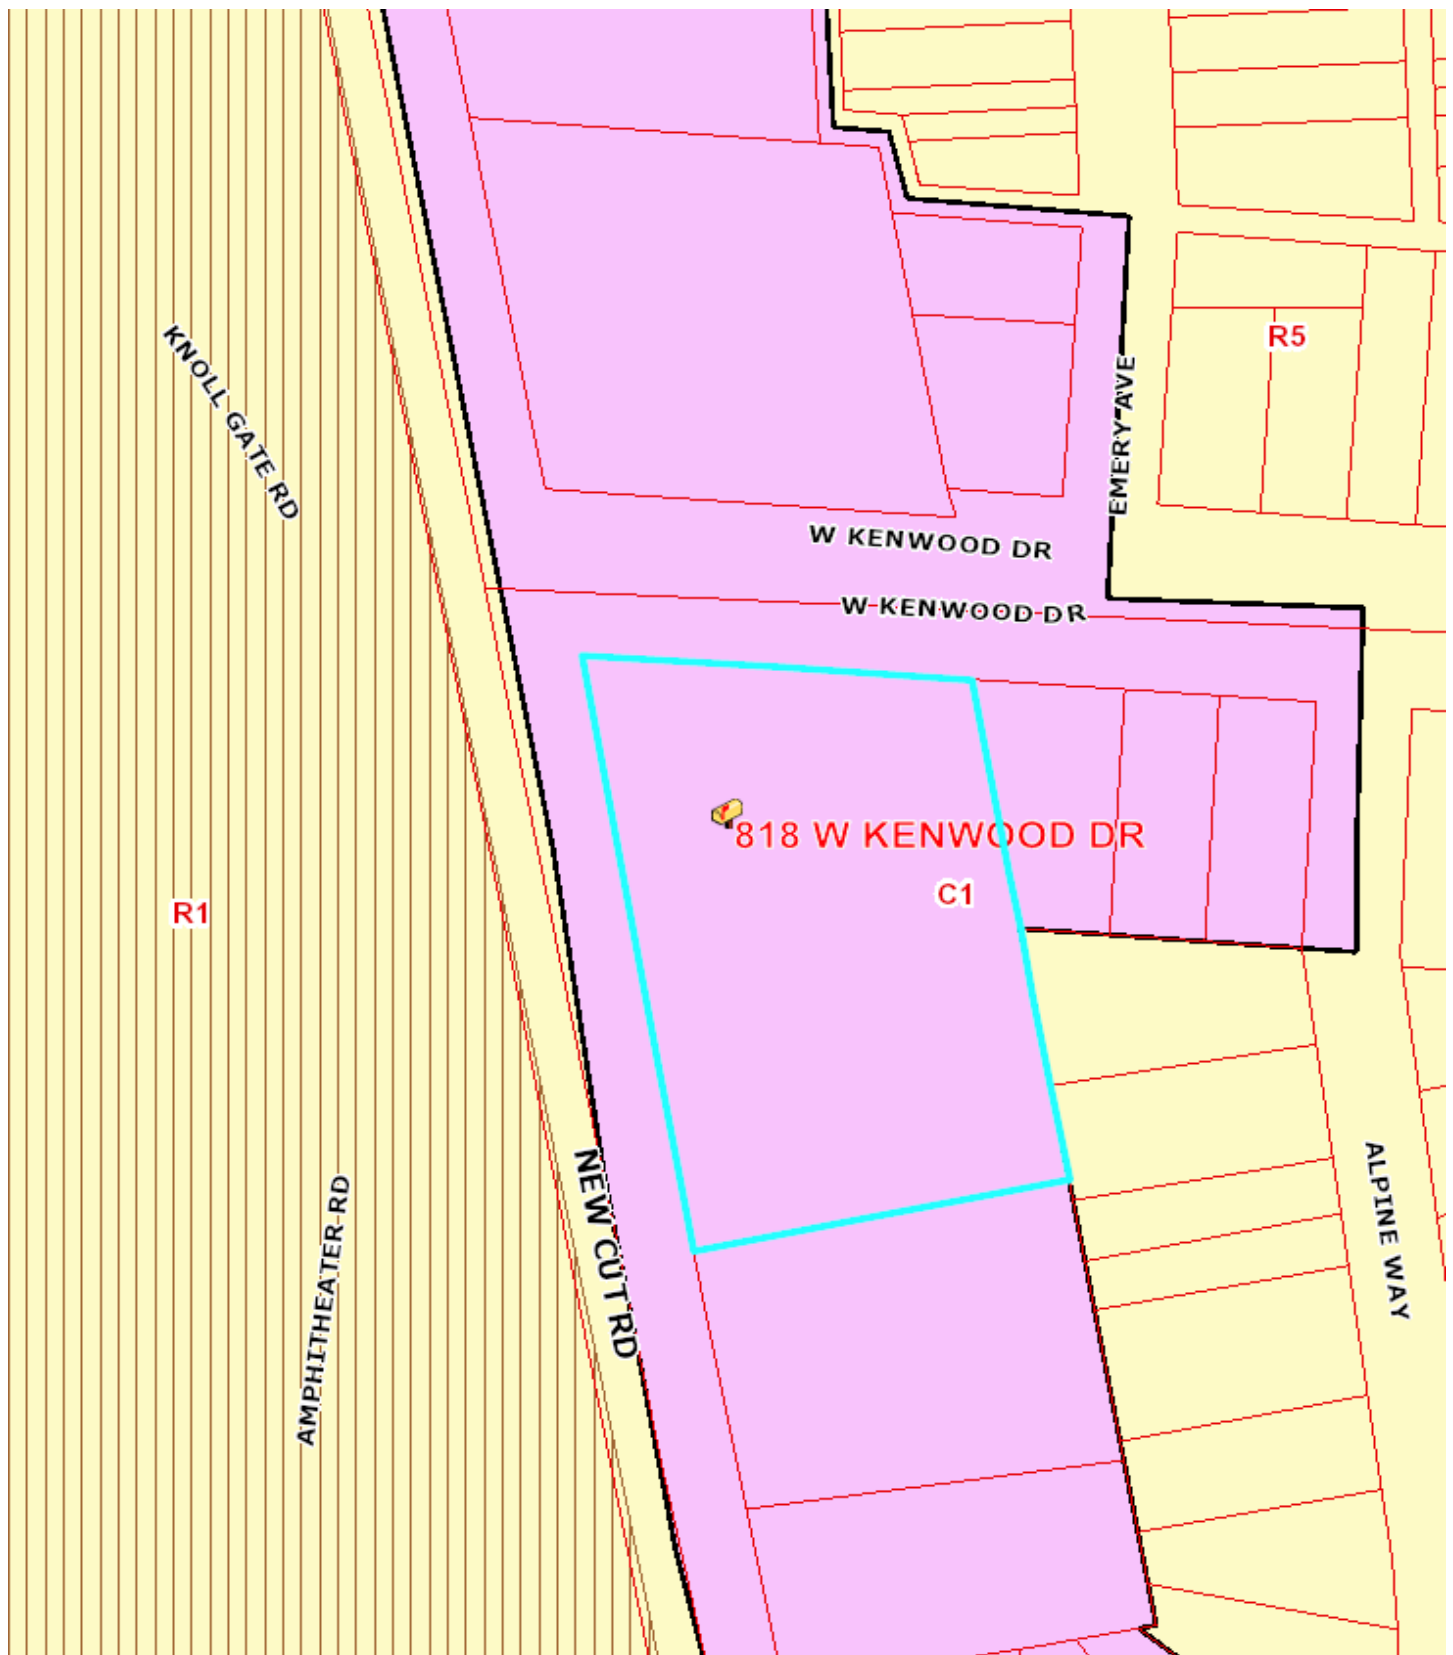 R5
KNOLL GATE RD
EMERY AVE
W KENWOOD DR
W KENWOOD DR
818 W KENWOOD DR
C1
R1
NEW CUT RD
ALPINE WAY
AMPHITHEATER RD